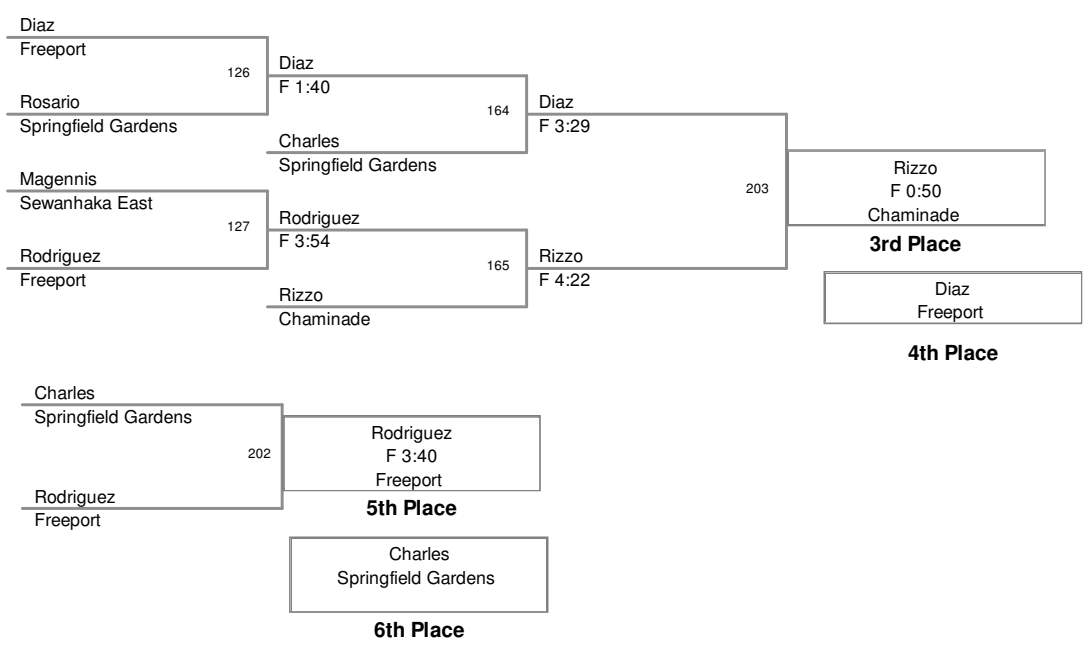 Diaz
Freeport
126
Rosario
Springfield Gardens
Diaz
F 1:40
164
Charles
Springfield Gardens
Magennis
Sewanhaka East
127
Rodriguez
Freeport
Rodriguez
F 3:54
165
Rizzo
Chaminade
Diaz
F 3:29
203
Rizzo
F 4:22
Rizzo
F 0:50
Chaminade
3rd Place
Diaz
Freeport
4th Place
Charles
Springfield Gardens
202
Rodriguez
Freeport
Rodriguez
F 3:40
Freeport
5th Place
Charles
Springfield Gardens
6th Place